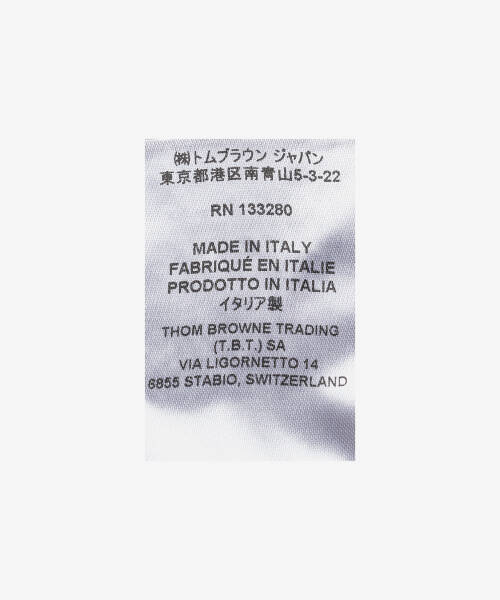 ㈱トムブラウン ジャパン
東京都港区南青山5-3-22
RN 133280
MADE IN ITALY
FABRIQUÉ EN ITALIE
PRODOTTO IN ITALIA
イタリア製
THOM BROWNE TRADING
(T.B.T.) SA
VIA LIGORNETTO 14
6855 STABIO, SWITZERLAND